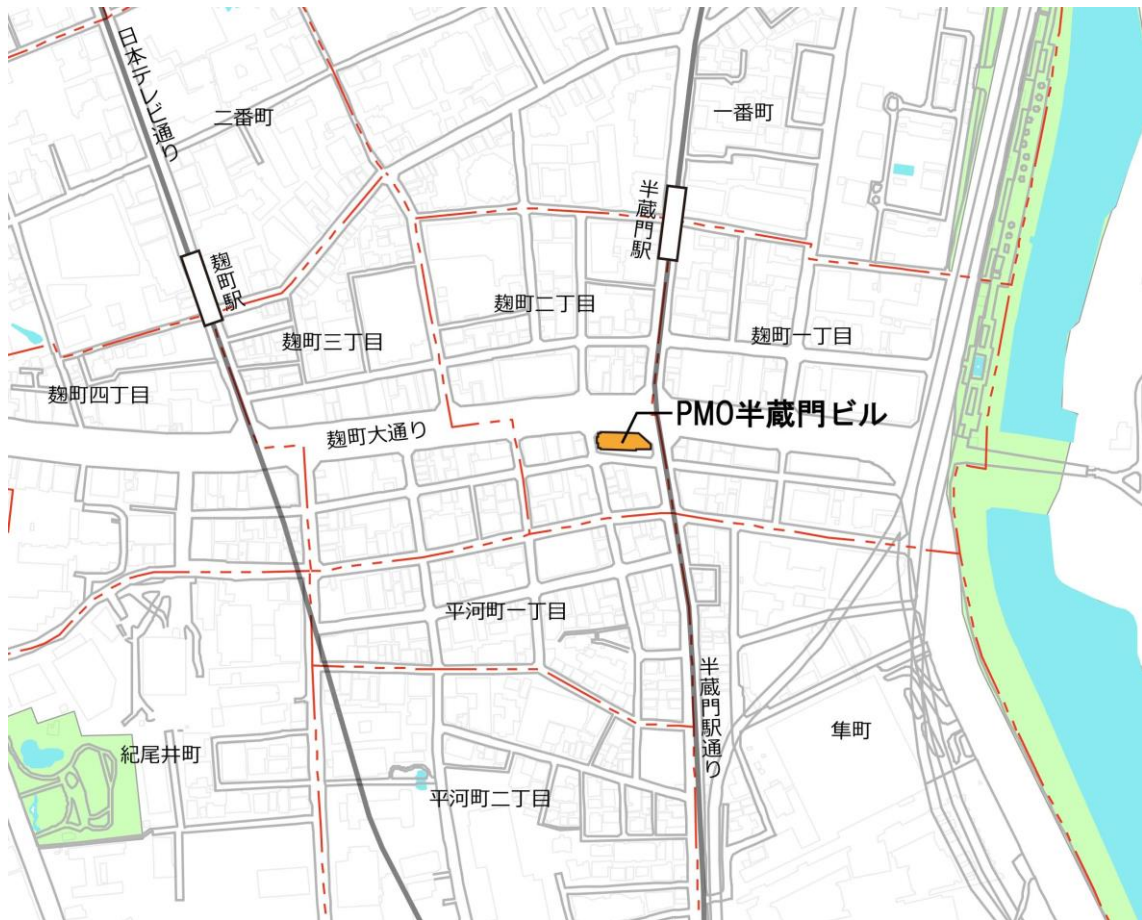 日本テレビ通り
二番町
一番町
半蔵門駅
麹町駅
麹町二丁目
麹町三丁目
麹町一丁目
麹町四丁目
PMO半蔵門ビル
麹町大通り
平河町一丁目
半蔵門駅通り
隼町
紀尾井町
平河町二丁目